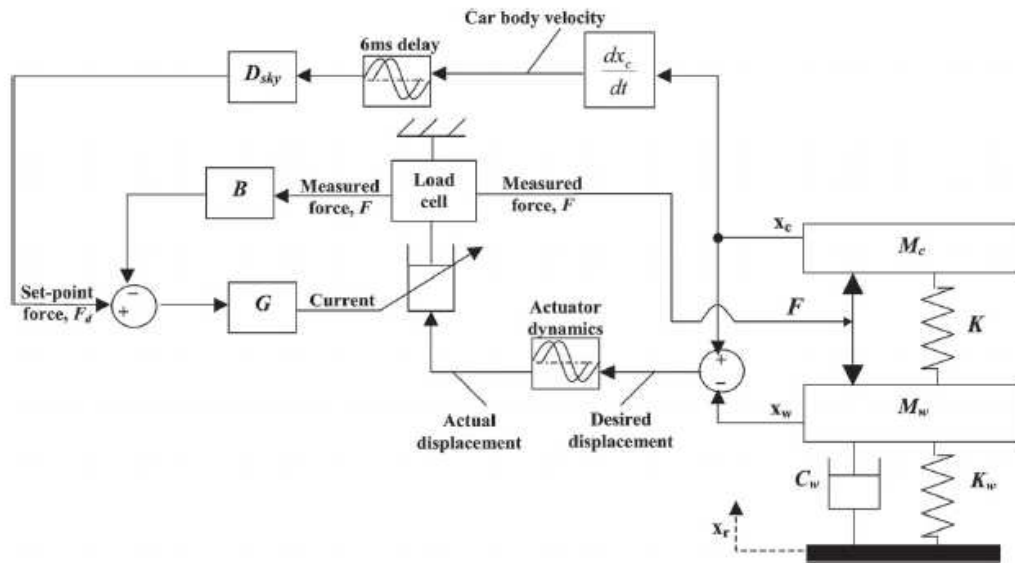 Car body velocity
6ms delay
D_sky
dx_c
dt
B
Measured
force, F
Load
cell
Measured
force, F
x_c
M_c
Set-point
force, F_d
−
+
G
Current
Actuator
dynamics
F
K
+
−
x_w
M_w
Actual
displacement
Desired
displacement
C_w
K_w
x_r